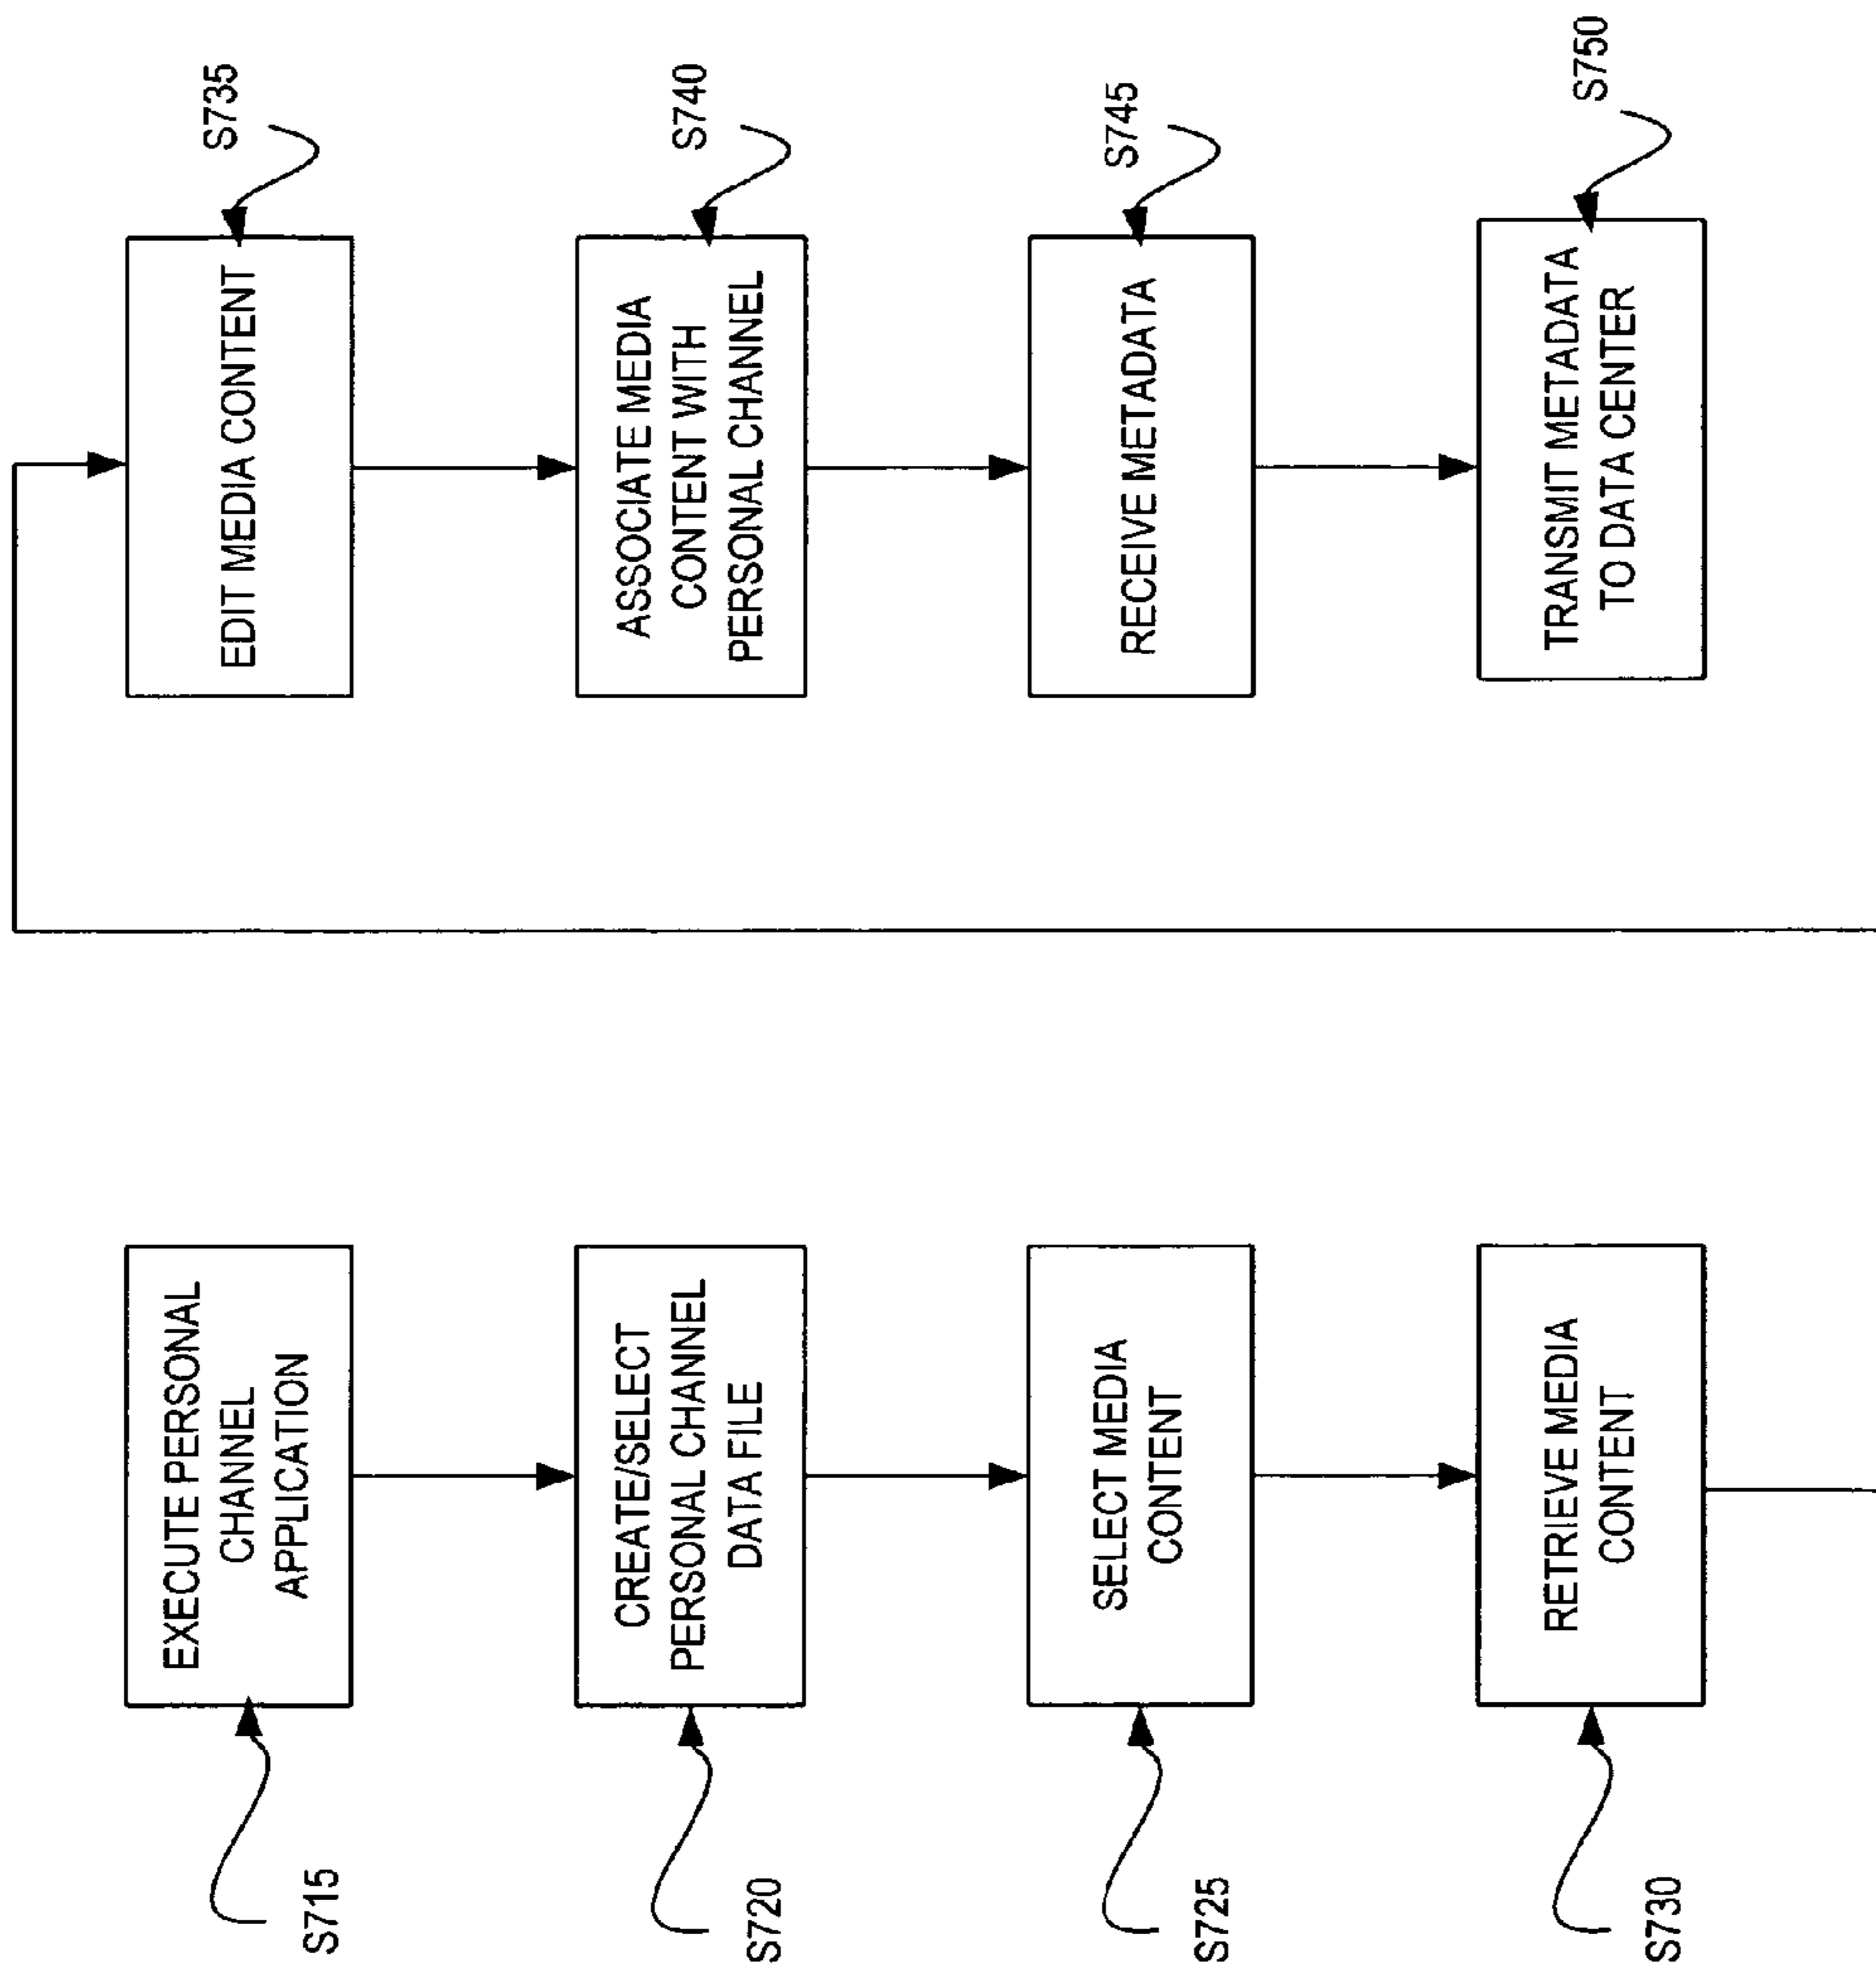 S715
EXECUTE PERSONAL
CHANNEL
APPLICATION
S720
CREATE/SELECT
PERSONAL CHANNEL
DATA FILE
S725
SELECT MEDIA
CONTENT
S730
RETRIEVE MEDIA
CONTENT
EDIT MEDIA CONTENT
S735
ASSOCIATE MEDIA
CONTENT WITH
PERSONAL CHANNEL
S740
RECEIVE METADATA
S745
TRANSMIT METADATA
TO DATA CENTER
S750